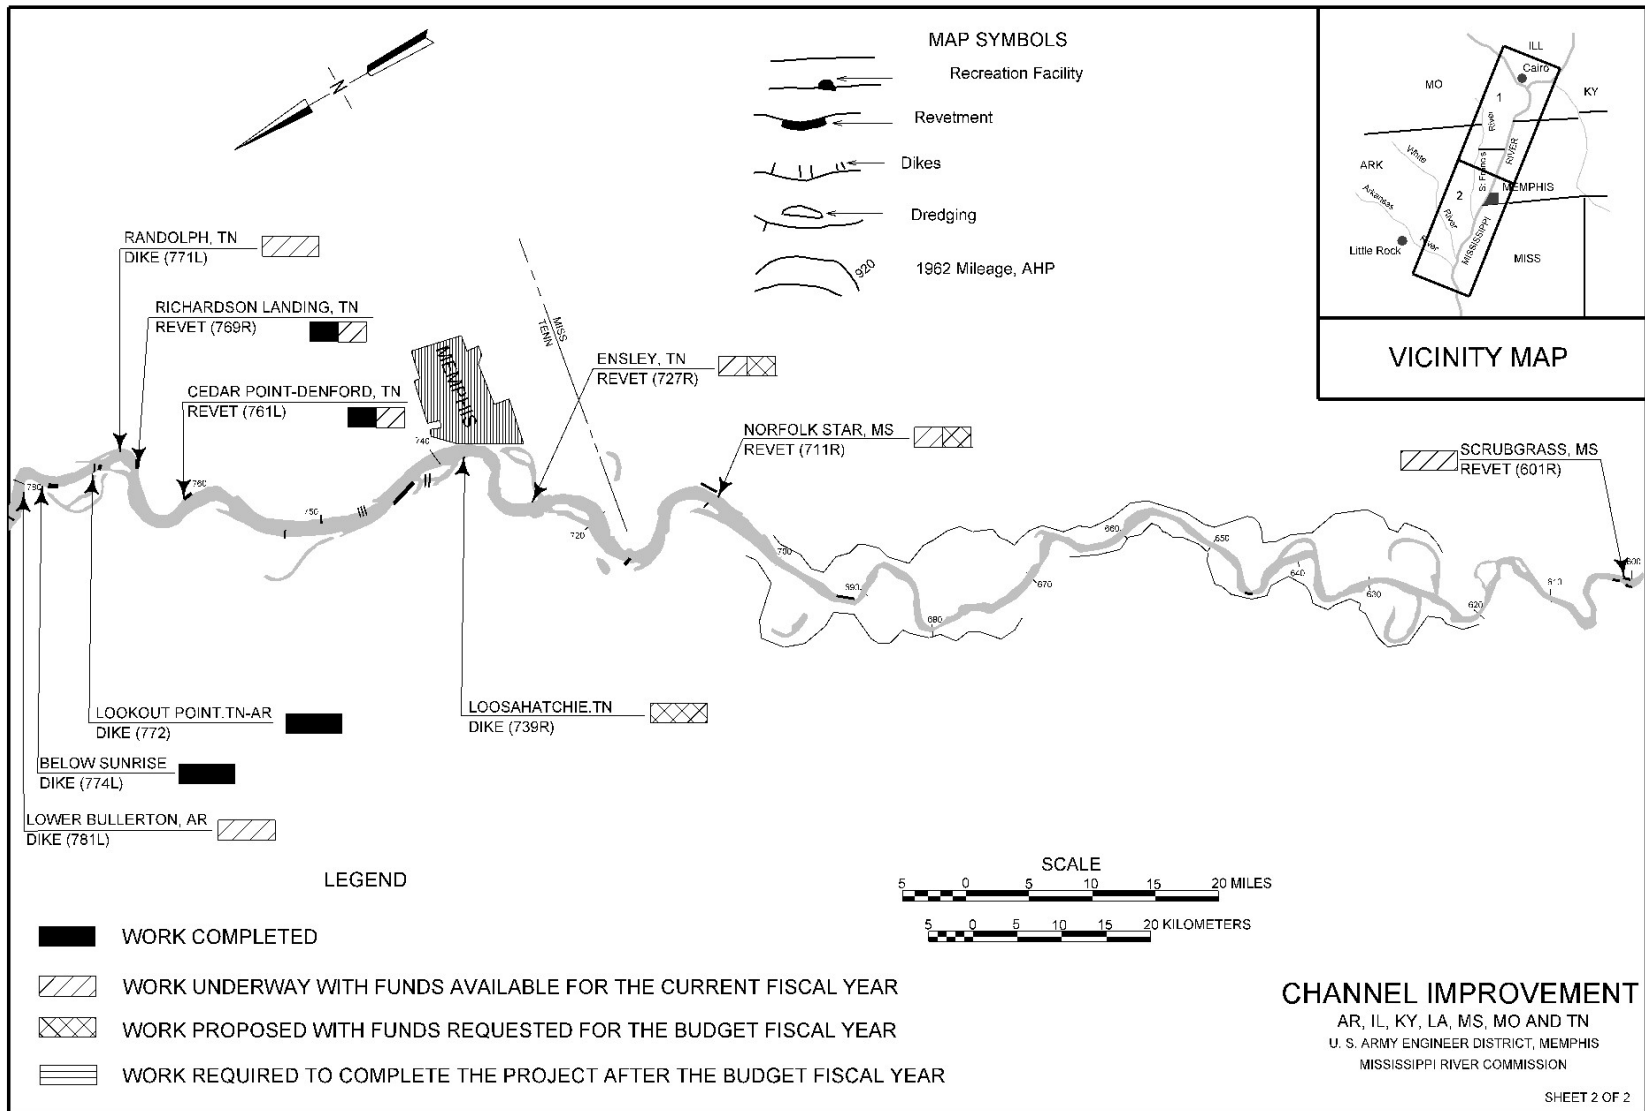 MAP SYMBOLS
Recreation Facility
Revetment
Dikes
Dredging
920
1962 Mileage, AHP
N
ILL
Cairo
MO
KY
1
River
RIVER
White
ARK
St. Francis
MEMPHIS
2
Arkansas
River
MISSISSIPPI
Little Rock
River
MISS
VICINITY MAP
RANDOLPH, TN
DIKE (771L)
RICHARDSON LANDING, TN
REVET (769R)
CEDAR POINT-DENFORD, TN
REVET (761L)
MEMPHIS
MISS
TENN
ENSLEY, TN
REVET (727R)
NORFOLK STAR, MS
REVET (711R)
SCRUBGRASS, MS
REVET (601R)
780
760
750
740
720
700
690
680
670
660
650
640
630
620
610
600
LOOKOUT POINT.TN-AR
DIKE (772)
BELOW SUNRISE
DIKE (774L)
LOWER BULLERTON, AR
DIKE (781L)
LOOSAHATCHIE.TN
DIKE (739R)
LEGEND
WORK COMPLETED
WORK UNDERWAY WITH FUNDS AVAILABLE FOR THE CURRENT FISCAL YEAR
WORK PROPOSED WITH FUNDS REQUESTED FOR THE BUDGET FISCAL YEAR
WORK REQUIRED TO COMPLETE THE PROJECT AFTER THE BUDGET FISCAL YEAR
SCALE
5 0 5 10 15 20 MILES
5 0 5 10 15 20 KILOMETERS
CHANNEL IMPROVEMENT
AR, IL, KY, LA, MS, MO AND TN
U. S. ARMY ENGINEER DISTRICT, MEMPHIS
MISSISSIPPI RIVER COMMISSION
SHEET 2 OF 2